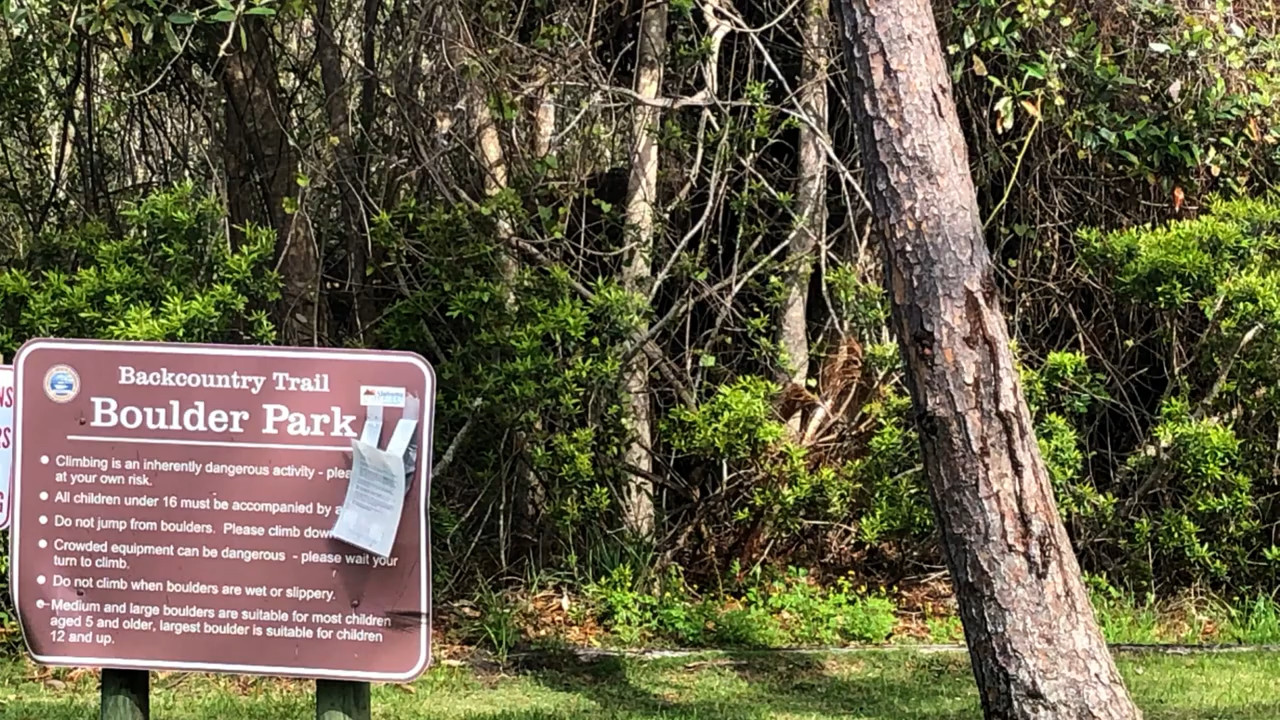 Backcountry Trail
Boulder Park
Climbing is an inherently dangerous activity -
at your own risk.
All children under 16 must be accompanied by
Do not jump from boulders. Please climb
Crowded equipment can be dangerous - please wait your
turn to climb.
Do not climb when boulders are wet or slippery.
Medium and large boulders are suitable for most children
aged 5 and older, largest boulder is suitable for children
12 and up.